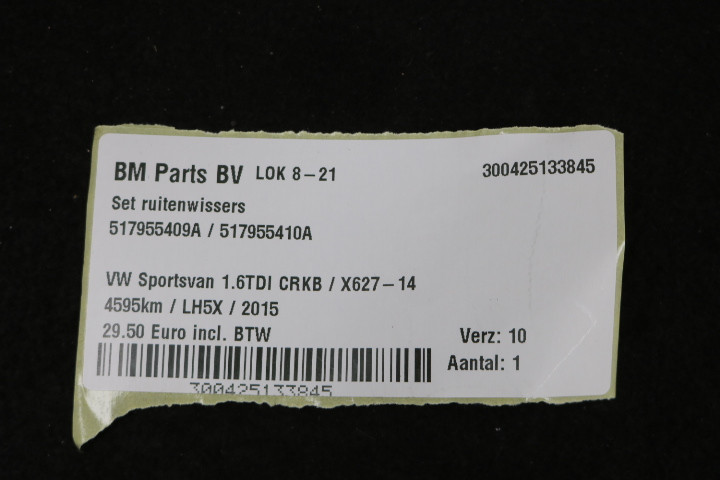 BM Parts BV LOK 8-21 300425133845
Set ruitenwissers
517955409A / 517955410A
VW Sportsvan 1.6TDI CRKB / X627-14
4595km / LH5X / 2015
29.50 Euro incl. BTW Verz: 10
Aantal: 1
300425133845